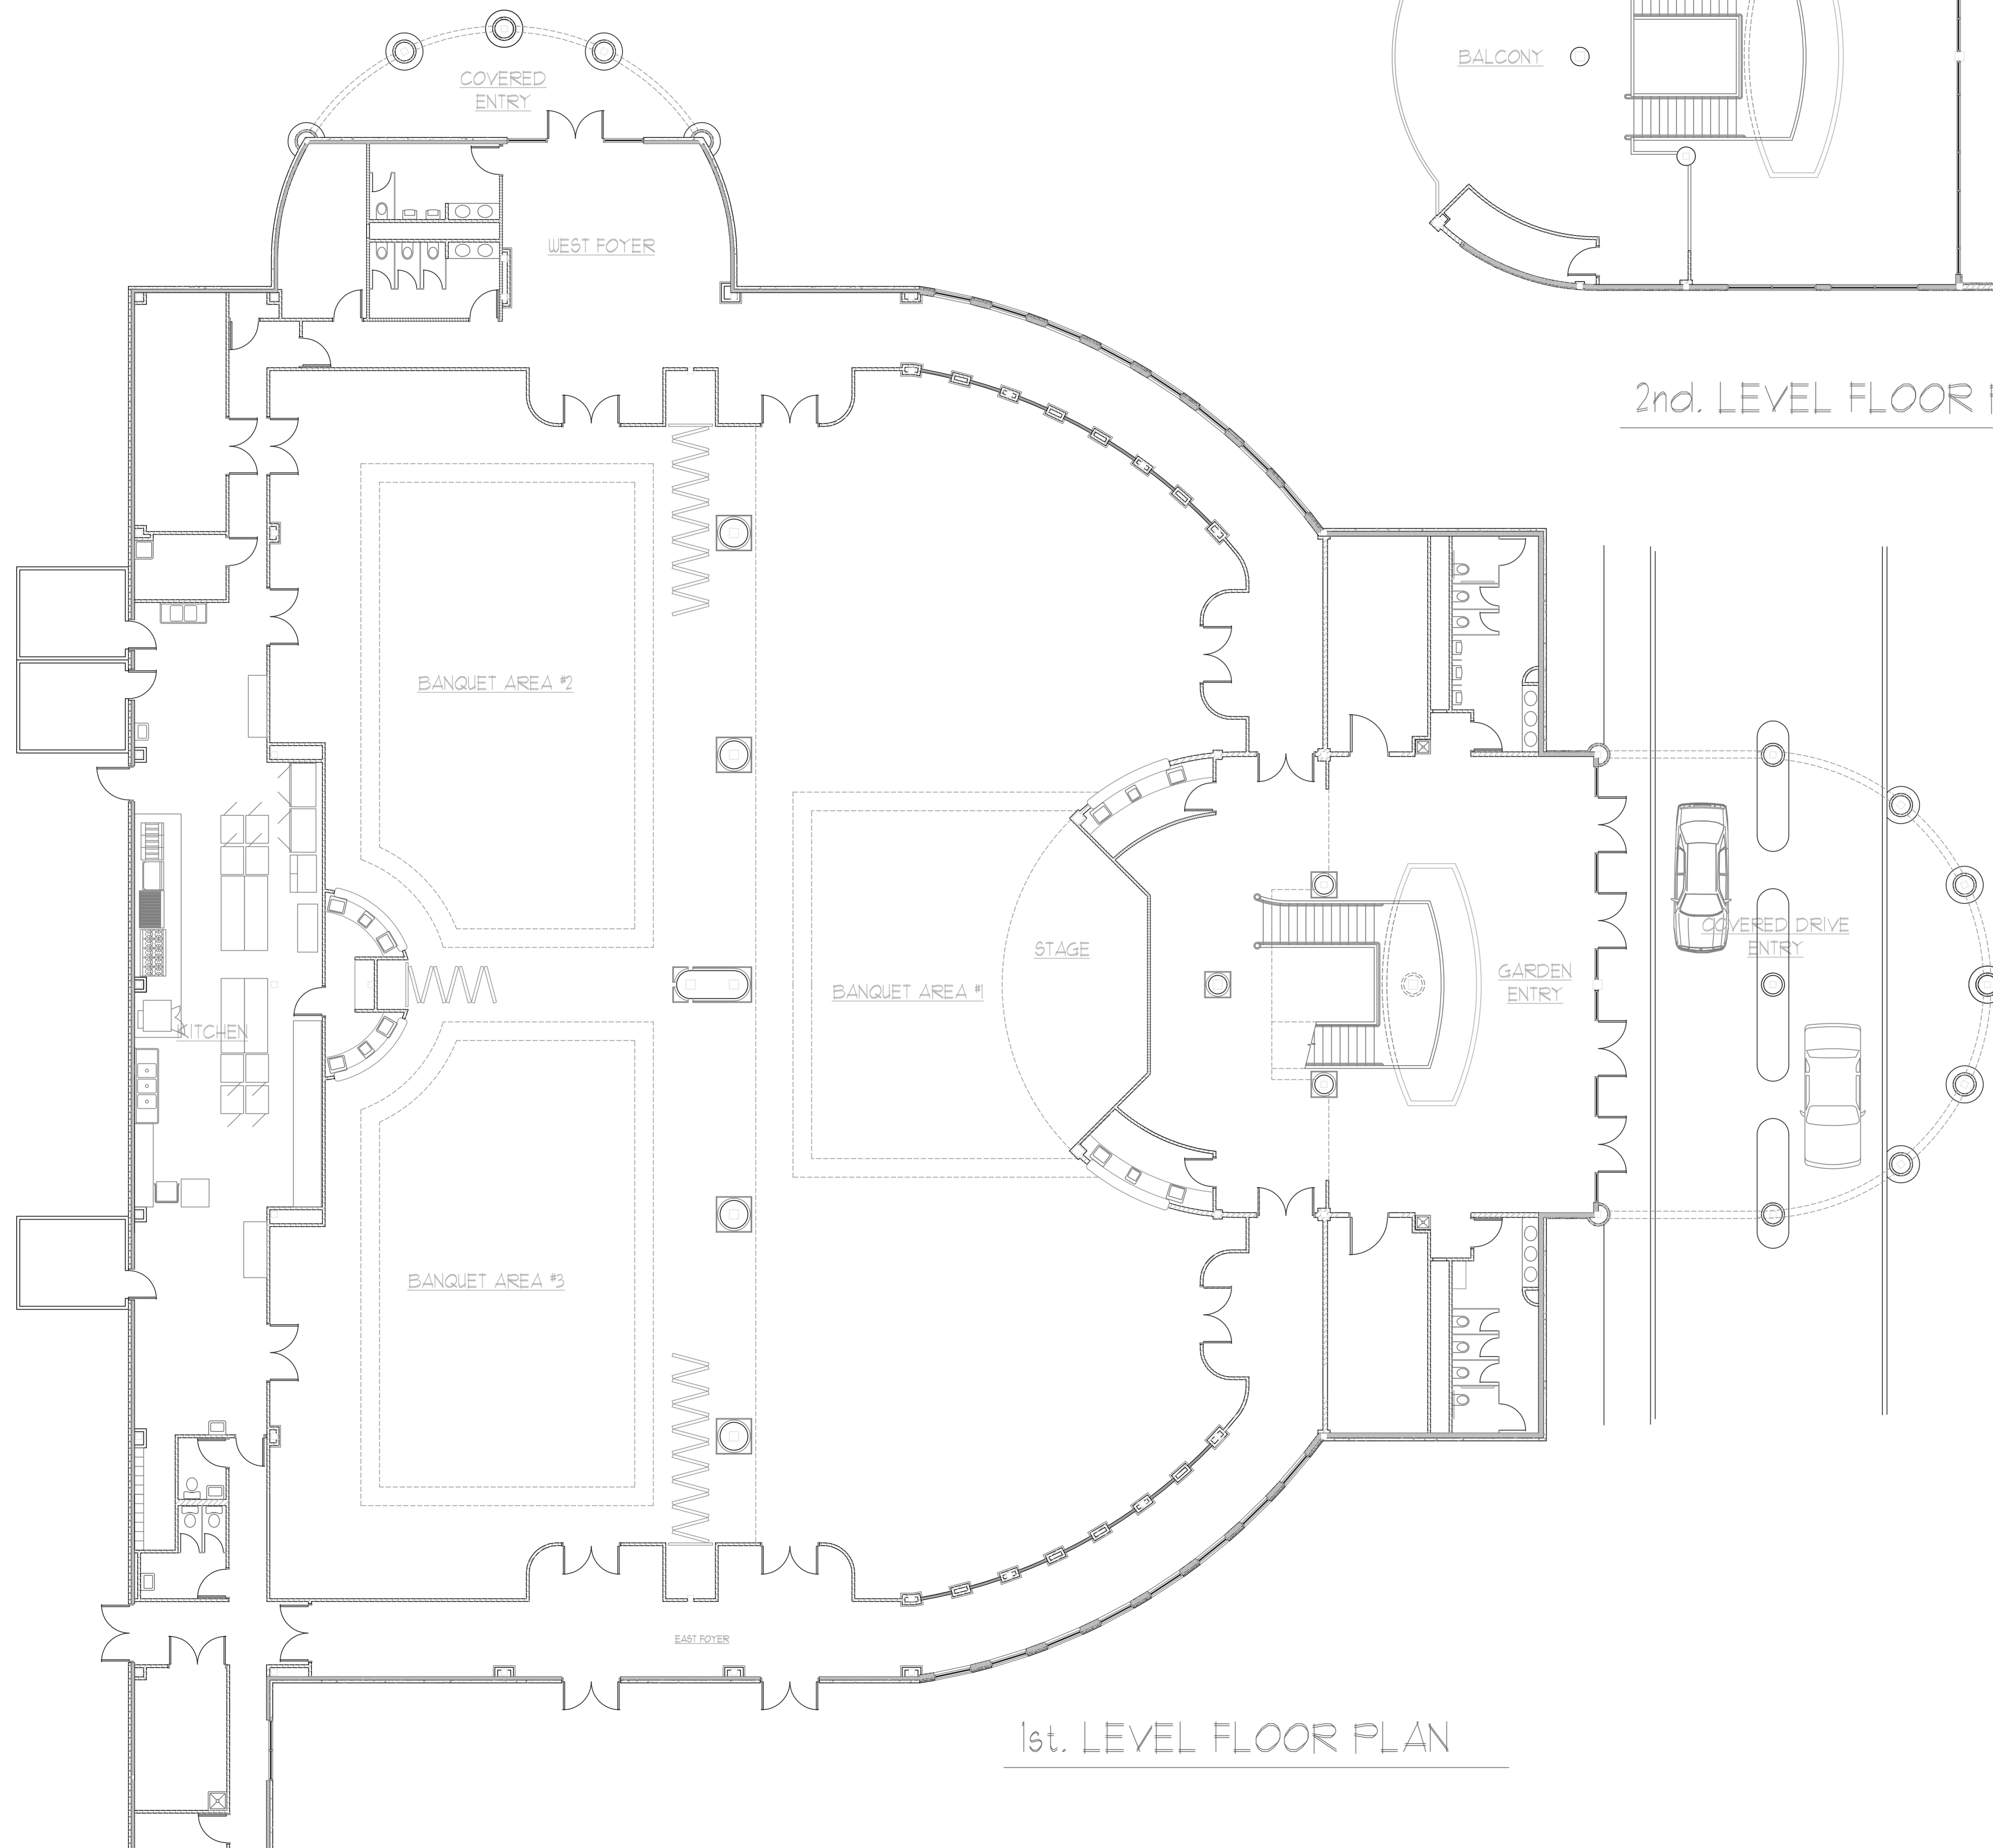 COVERED
ENTRY
BALCONY
WEST FOYER
2nd. LEVEL FLOOR
BANQUET AREA #2
STAGE
BANQUET AREA #1
GARDEN
ENTRY
COVERED DRIVE
ENTRY
KITCHEN
BANQUET AREA #3
EAST FOYER
1st. LEVEL FLOOR PLAN